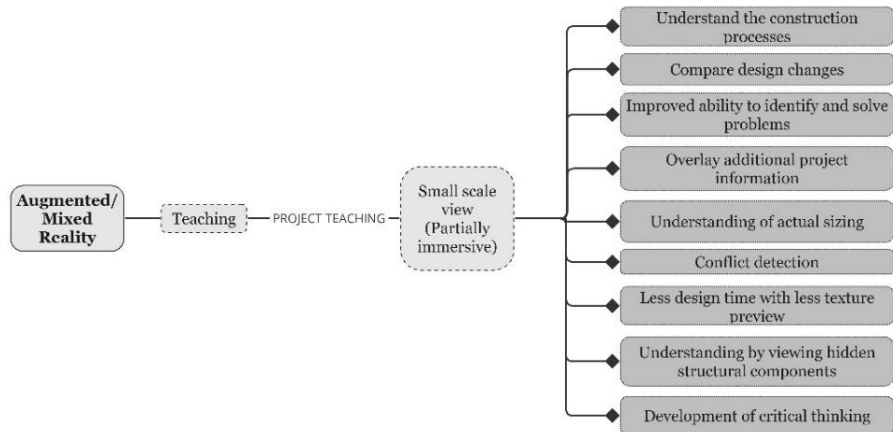 Augmented/
Mixed
Reality
Teaching
PROJECT TEACHING
Small scale
view
(Partially
immersive)
Understand the construction
processes
Compare design changes
Improved ability to identify and solve
problems
Overlay additional project
information
Understanding of actual sizing
Conflict detection
Less design time with less texture
preview
Understanding by viewing hidden
structural components
Development of critical thinking